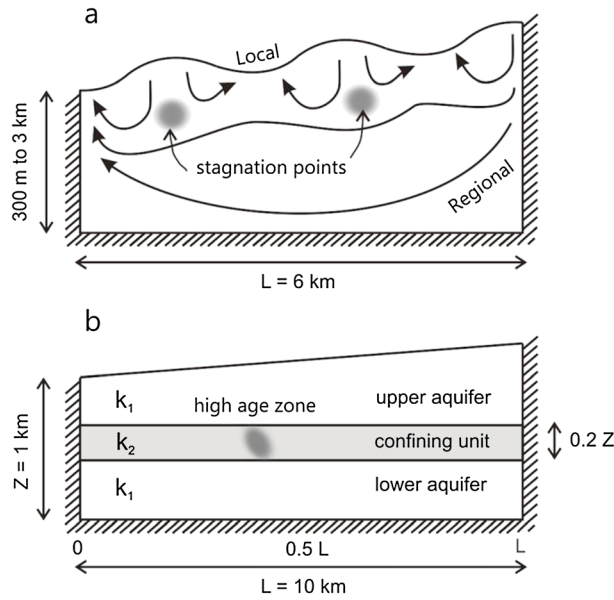 a
Local
300 m to 3 km
stagnation points
Regional
L = 6 km
b
Z = 1 km
k₁
high age zone
upper aquifer
k₂
confining unit
0.2 Z
k₁
lower aquifer
0
0.5 L
L
L = 10 km